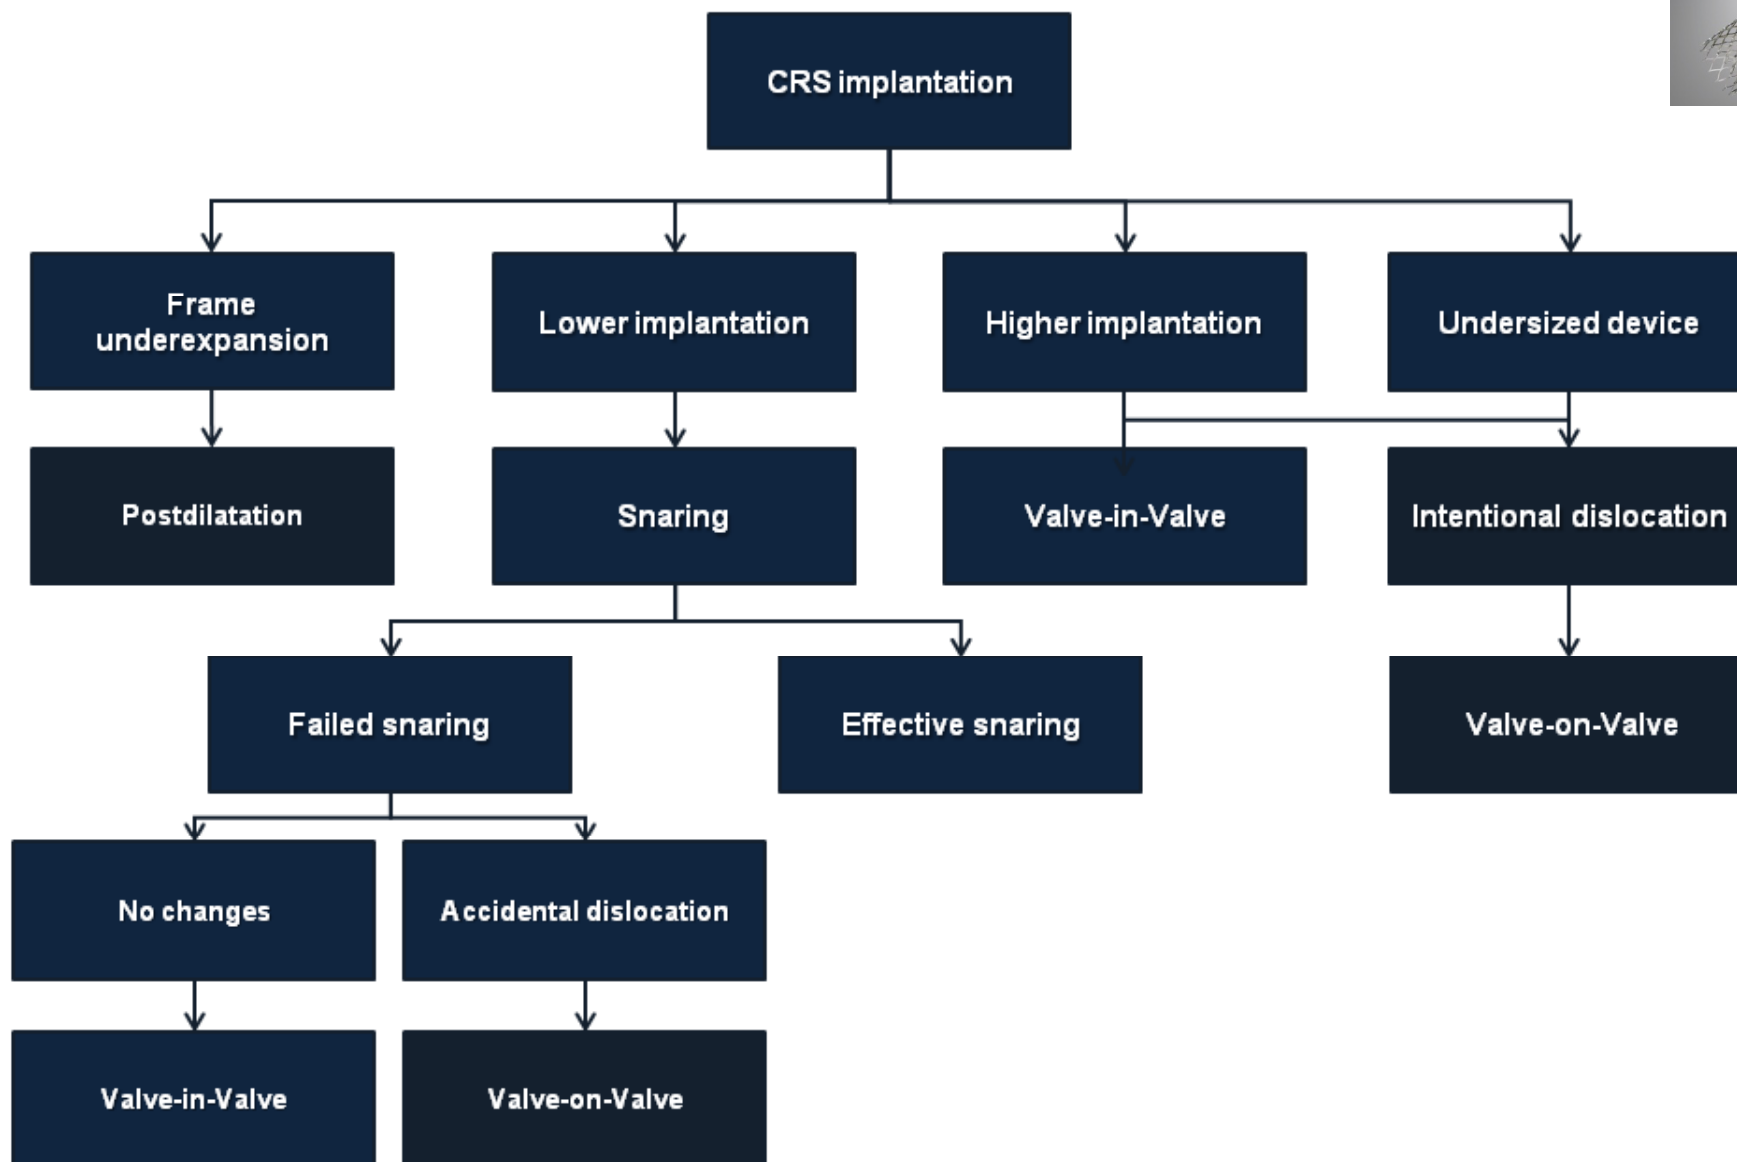 CRS implantation
Frame
underexpansion
Lower implantation
Higher implantation
Undersized device
Postdilatation
Snaring
Valve-in-Valve
Intentional dislocation
Failed snaring
Effective snaring
Valve-on-Valve
No changes
Accidental dislocation
Valve-in-Valve
Valve-on-Valve